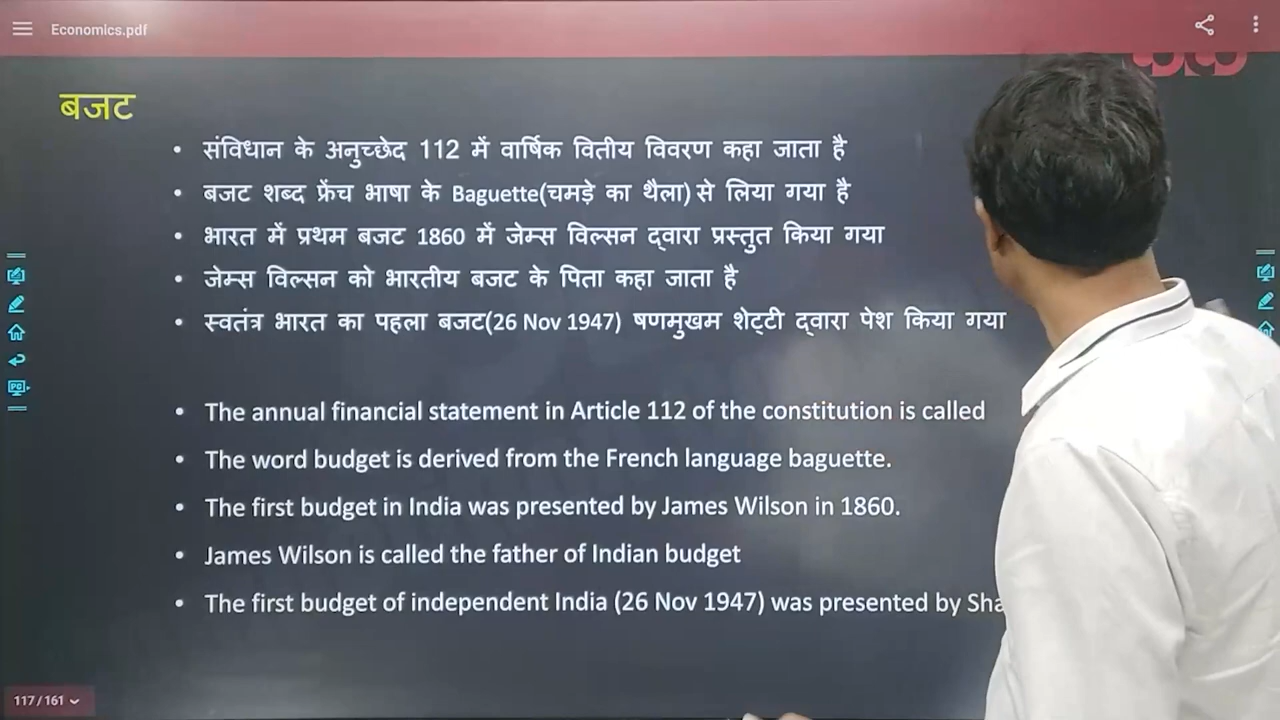 Economics.pdf
बजट
• संविधान के अनुच्छेद 112 में वार्षिक वितीय विवरण कहा जाता है
• बजट शब्द फ्रेंच भाषा के Baguette(चमड़े का थैला) से लिया गया है
• भारत में प्रथम बजट 1860 में जेम्स विल्सन द्वारा प्रस्तुत किया गया
• जेम्स विल्सन को भारतीय बजट के पिता कहा जाता है
• स्वतंत्र भारत का पहला बजट(26 Nov 1947) षणमुखम शेट्टी द्वारा पेश किया गया
• The annual financial statement in Article 112 of the constitution is called
• The word budget is derived from the French language baguette.
• The first budget in India was presented by James Wilson in 1860.
• James Wilson is called the father of Indian budget
• The first budget of independent India (26 Nov 1947) was presented by Sha
117 / 161